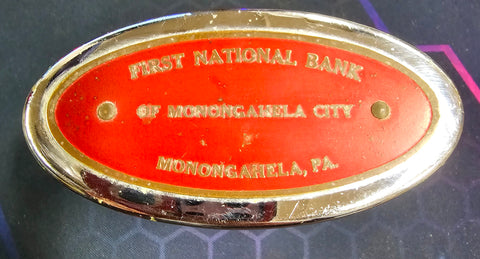 FIRST NATIONAL BANK
OF MONONGAHELA CITY
MONONGAHELA, PA.